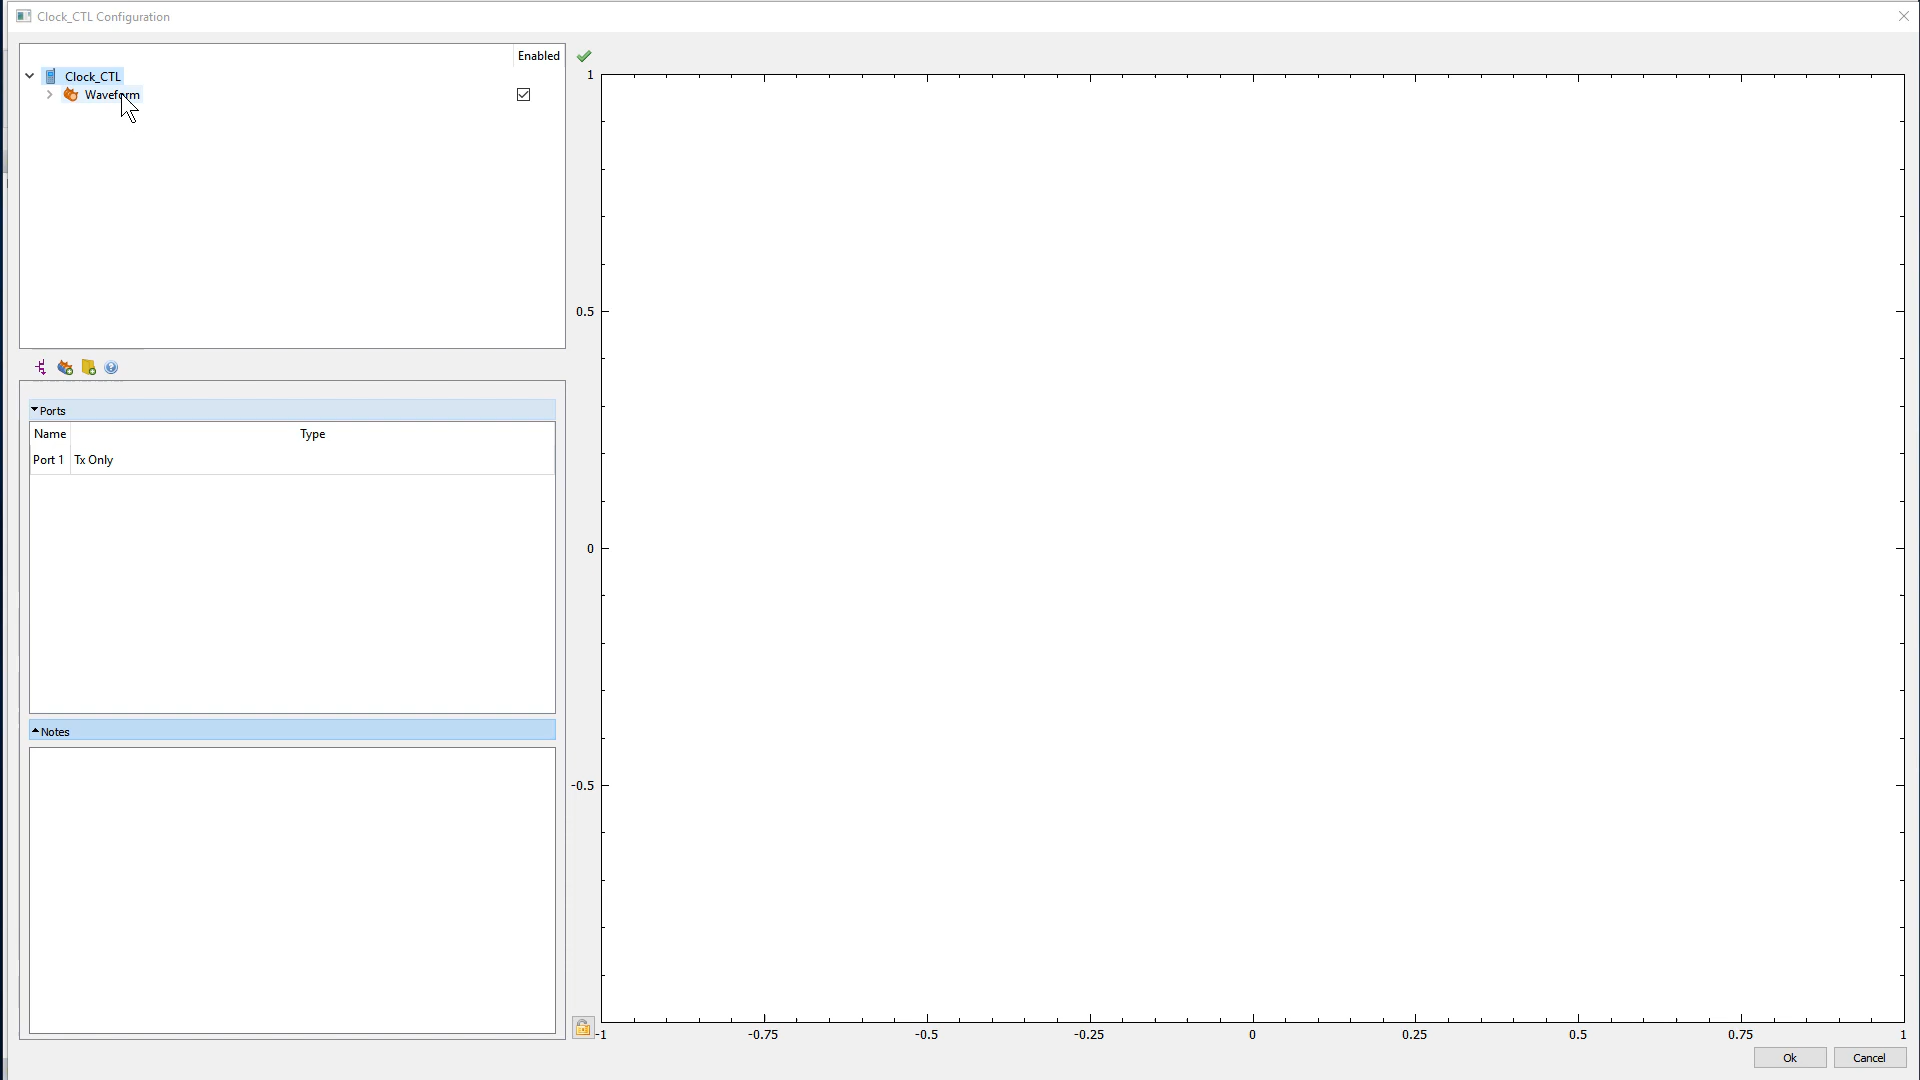 Clock_CTL Configuration
Enabled
Clock_CTL
Waveform
Ports
Name Type
Port 1 Tx Only
Notes
1
0.5
0
-0.5
-1 -0.75 -0.5 -0.25 0 0.25 0.5 0.75 1
Ok Cancel